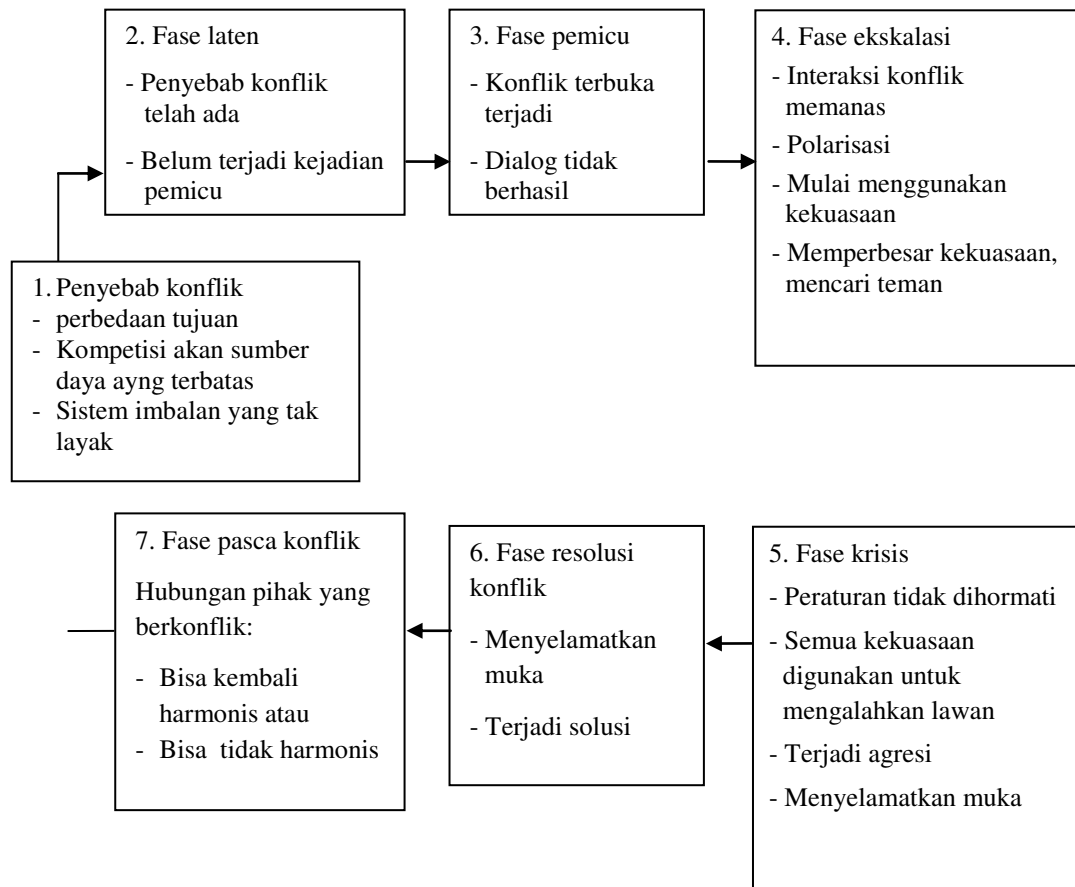 2. Fase laten
- Penyebab konflik
telah ada
- Belum terjadi kejadian
pemicu
3. Fase pemicu
- Konflik terbuka
terjadi
- Dialog tidak
berhasil
4. Fase ekskalasi
- Interaksi konflik
memanas
- Polarisasi
- Mulai menggunakan
kekuasaan
- Memperbesar kekuasaan,
mencari teman
1. Penyebab konflik
- perbedaan tujuan
- Kompetisi akan sumber
daya ayng terbatas
- Sistem imbalan yang tak
layak
7. Fase pasca konflik
Hubungan pihak yang
berkonflik:
- Bisa kembali
harmonis atau
- Bisa tidak harmonis
6. Fase resolusi
konflik
- Menyelamatkan
muka
- Terjadi solusi
5. Fase krisis
- Peraturan tidak dihormati
- Semua kekuasaan
digunakan untuk
mengalahkan lawan
- Terjadi agresi
- Menyelamatkan muka